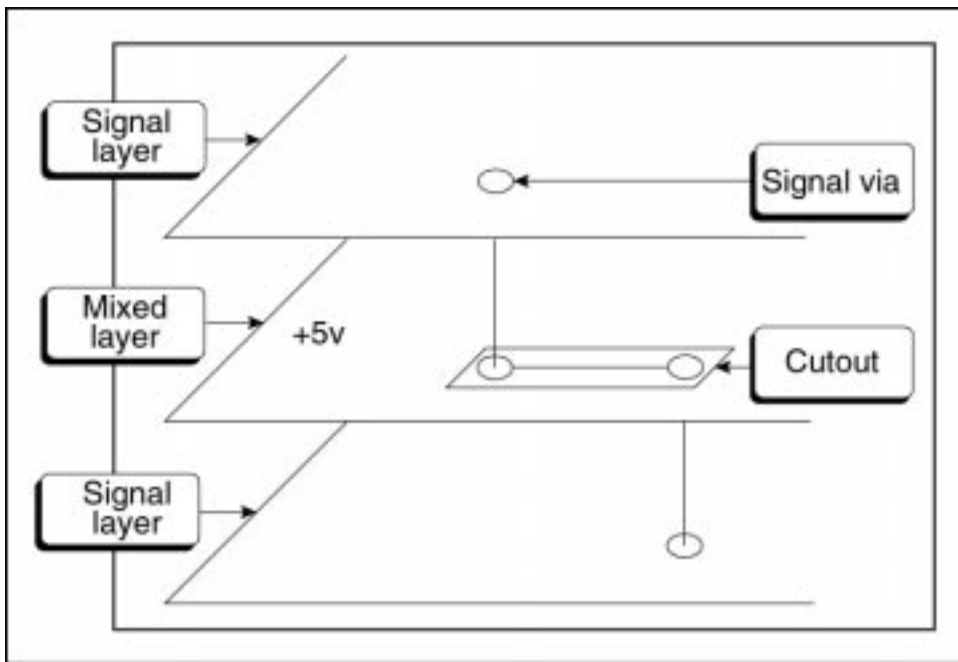 Signal
layer
Signal via
Mixed
layer
+5v
Cutout
Signal
layer